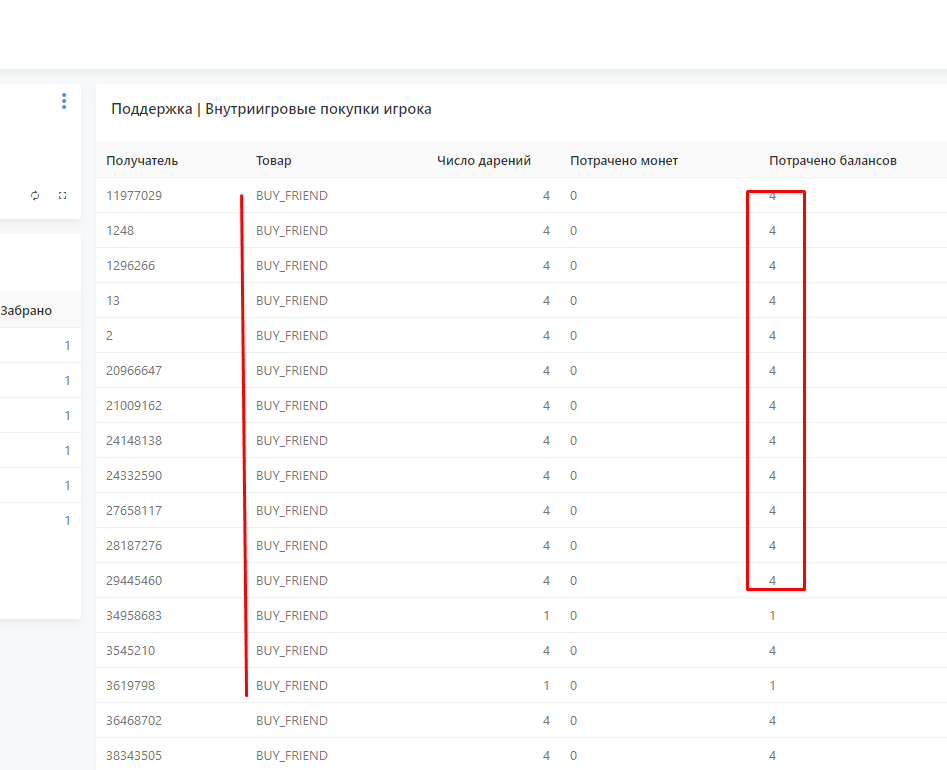 Поддержка | Внутриигровые покупки игрока
Получатель Товар Число дарений Потрачено монет Потрачено балансов
11977029 BUY_FRIEND 4 0 4
1248 BUY_FRIEND 4 0 4
1296266 BUY_FRIEND 4 0 4
13 BUY_FRIEND 4 0 4
2 BUY_FRIEND 4 0 4
20966647 BUY_FRIEND 4 0 4
21009162 BUY_FRIEND 4 0 4
24148138 BUY_FRIEND 4 0 4
24332590 BUY_FRIEND 4 0 4
27658117 BUY_FRIEND 4 0 4
28187276 BUY_FRIEND 4 0 4
29445460 BUY_FRIEND 4 0 4
34958683 BUY_FRIEND 1 0 1
3545210 BUY_FRIEND 4 0 4
3619798 BUY_FRIEND 1 0 1
36468702 BUY_FRIEND 4 0 4
38343505 BUY_FRIEND 4 0 4
Забрано
1
1
1
1
1
1